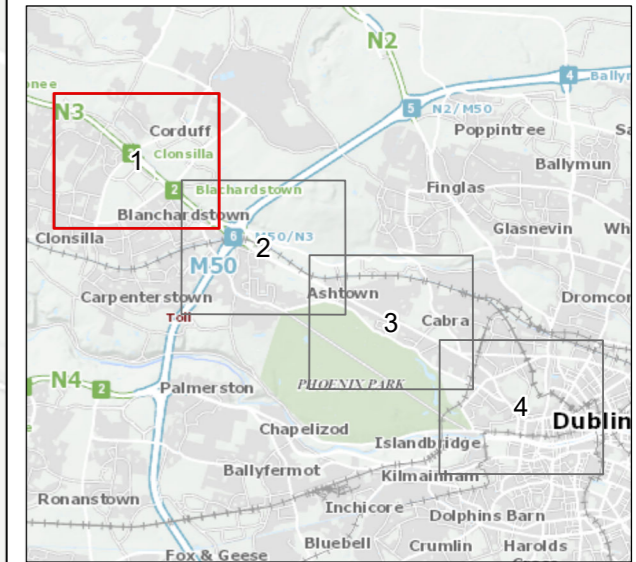 N2
4
Bally
onee
N3
5
N2/M50
Corduff
Poppintree
Sa
2
1
Clonsilla
Ballymun
2
Blachardstown
Finglas
Blanchardstown
Glasnevin
Wh
Clonsilla
6
M50/N3
2
M50
Carpenterstown
Ashtown
Dromcon
Toll
3
Cabra
N4
2
Palmerston
PHOENIX PARK
4
Dublin
Chapelizod
Islandbridge
Ballyfermot
Kilmainham
Ronanstown
Inchicore
Dolphins Barn
Bluebell
Crumlin
Harolds
Fox & Geese